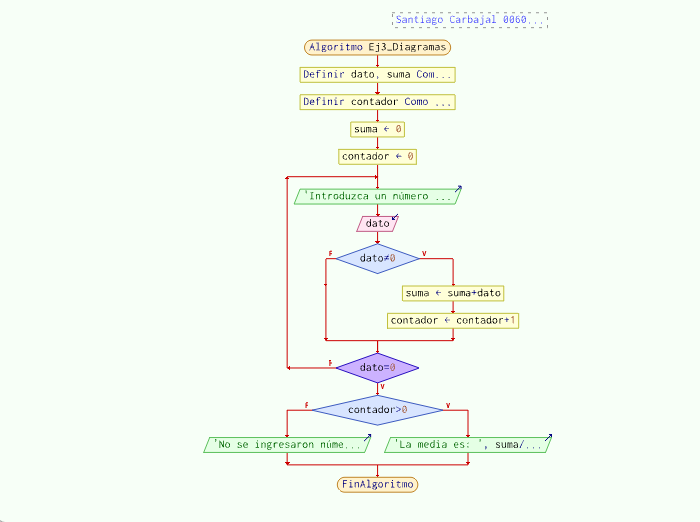 Santiago Carbajal 0060...
Algoritmo Ej3_Diagramas
Definir dato, suma Com...
Definir contador Como ...
suma ← 0
contador ← 0
'Introduzca un número ...
dato
dato≠0
F
V
suma ← suma+dato
contador ← contador+1
dato=0
F
V
contador>0
F
V
'No se ingresaron núme...
'La media es: ', suma/...
FinAlgoritmo